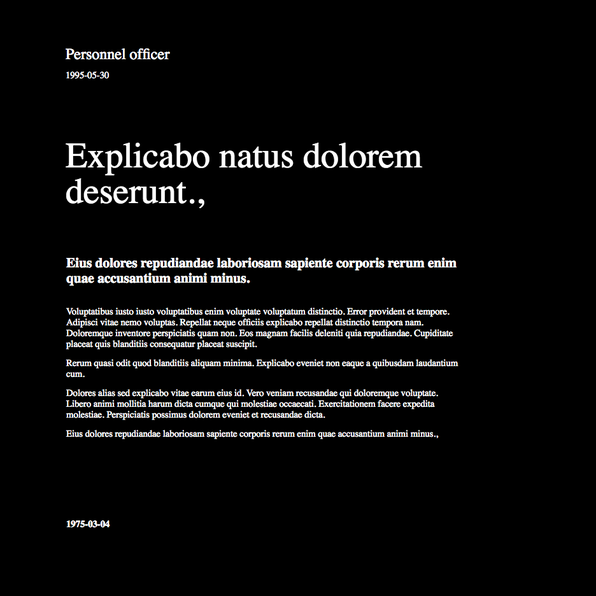 Personnel officer
1995-05-30
Explicabo natus dolorem
deserunt.,
Eius dolores repudiandae laboriosam sapiente corporis rerum enim
quae accusantium animi minus.
Voluptatibus iusto iusto voluptatibus enim voluptate voluptatum distinctio. Error provident et tempore.
Adipisci vitae nemo voluptas. Repellat neque officiis explicabo repellat distinctio tempora nam.
Doloremque inventore perspiciatis quam non. Eos magnam facilis deleniti quia repudiandae. Cupiditate
placeat quis blanditiis consequatur placeat suscipit.
Rerum quasi odit quod blanditiis aliquam minima. Explicabo eveniet non eaque a quibusdam laudantium
cum.
Dolores alias sed explicabo vitae earum eius id. Vero veniam recusandae qui doloremque voluptate.
Libero animi mollitia harum dicta cumque qui molestiae occaecati. Exercitationem facere expedita
molestiae. Perspiciatis possimus dolorem eveniet et recusandae dicta.
Eius dolores repudiandae laboriosam sapiente corporis rerum enim quae accusantium animi minus.,
1975-03-04